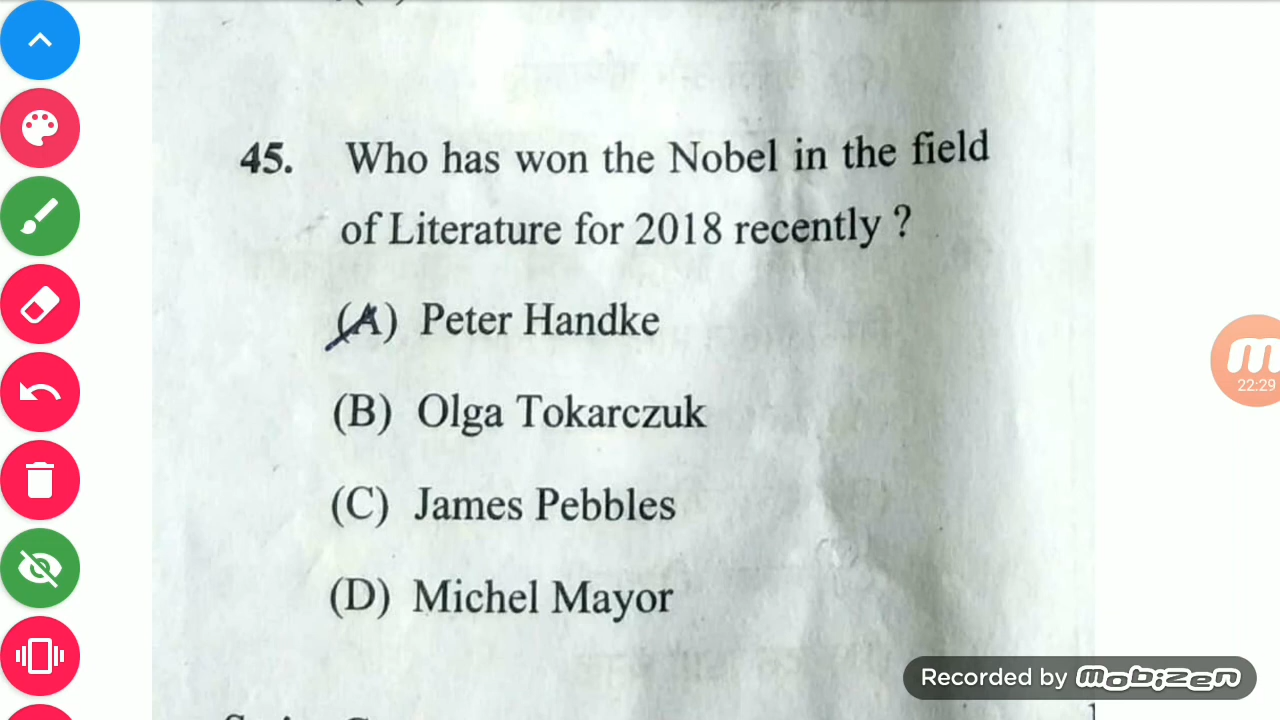 45. Who has won the Nobel in the field
of Literature for 2018 recently ?
(A) Peter Handke
(B) Olga Tokarczuk
(C) James Pebbles
(D) Michel Mayor
22:29
Recorded by mobizen